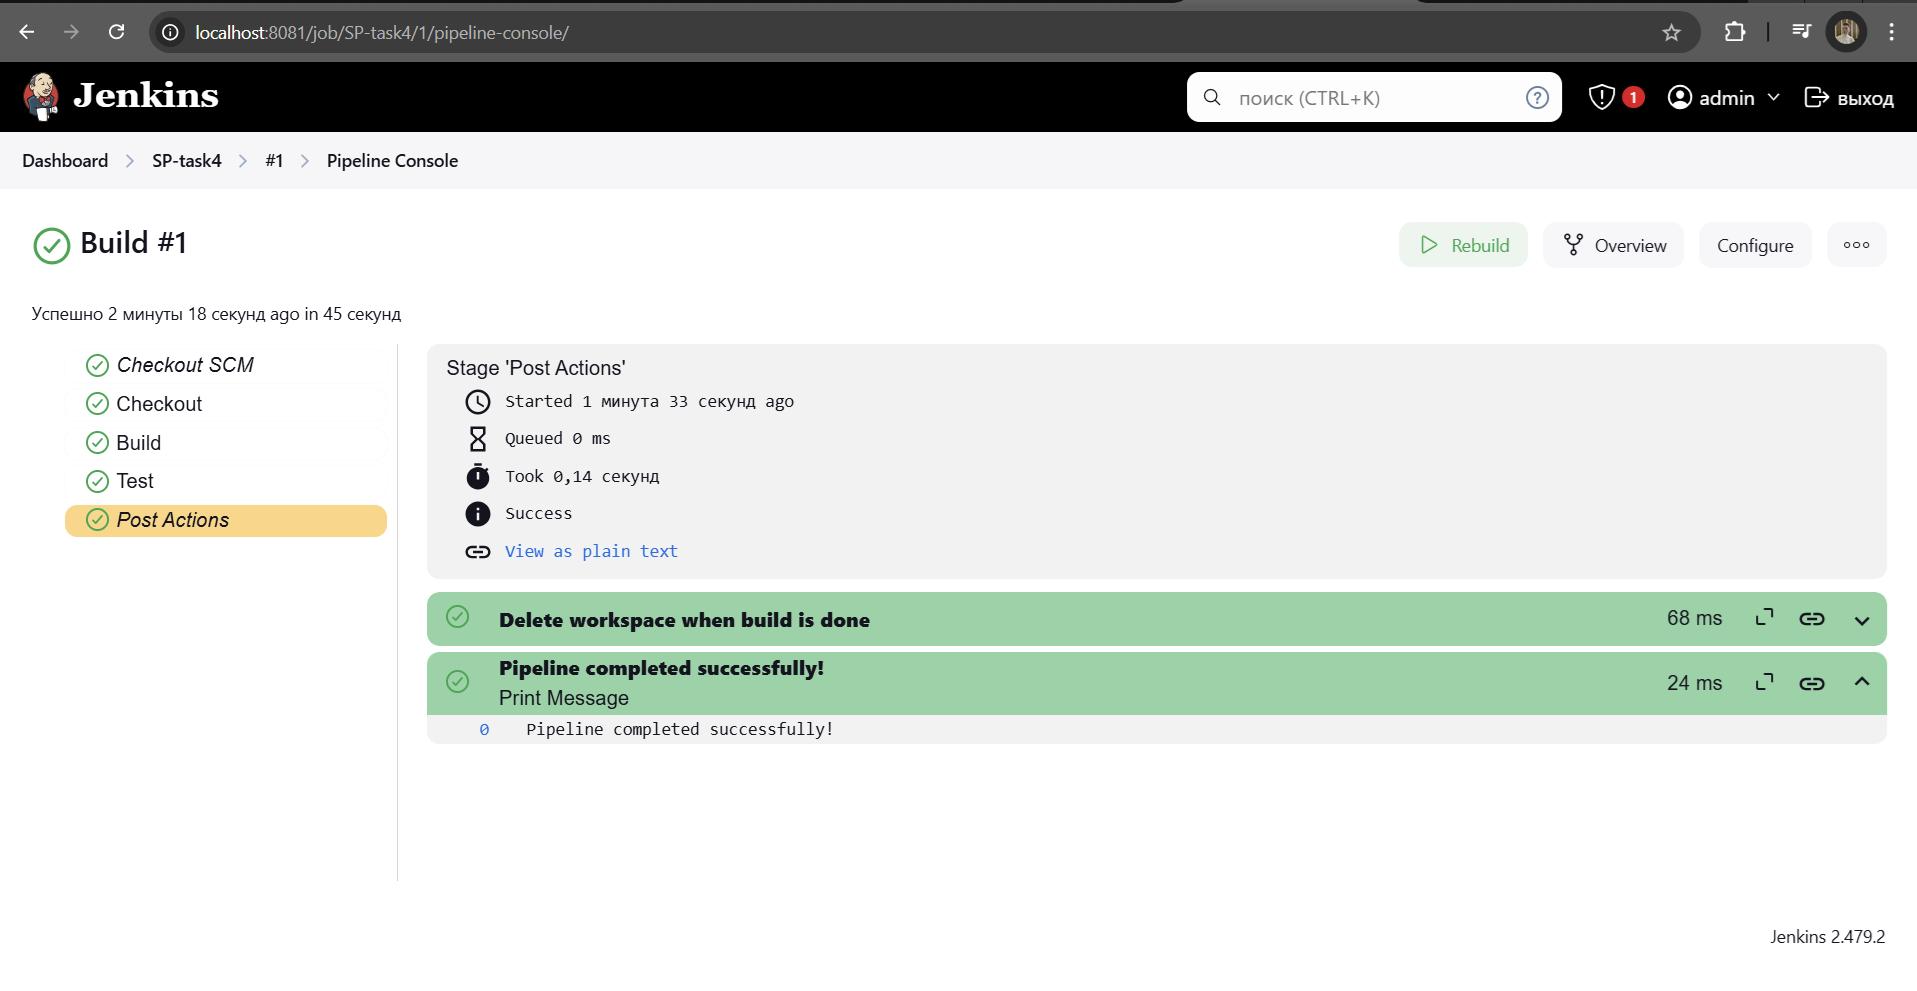 localhost:8081/job/SP-task4/1/pipeline-console/
Jenkins
поиск (CTRL+K)
1
admin
выход
Dashboard > SP-task4 > #1 > Pipeline Console
Build #1
Rebuild
Overview
Configure
Успешно 2 минуты 18 секунд ago in 45 секунд
Checkout SCM
Checkout
Build
Test
Post Actions
Stage 'Post Actions'
Started 1 минута 33 секунд ago
Queued 0 ms
Took 0,14 секунд
Success
View as plain text
Delete workspace when build is done
68 ms
Pipeline completed successfully!
Print Message
24 ms
0 Pipeline completed successfully!
Jenkins 2.479.2